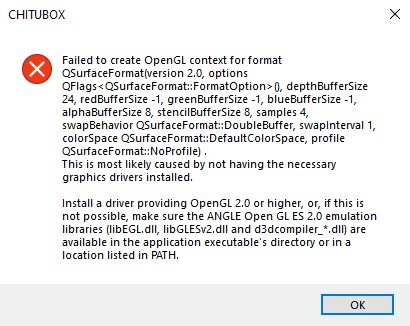 CHITUBOX
Failed to create OpenGL context for format
QSurfaceFormat(version 2.0, options
QFlags<QSurfaceFormat::FormatOption>(), depthBufferSize
24, redBufferSize -1, greenBufferSize -1, blueBufferSize -1,
alphaBufferSize 8, stencilBufferSize 8, samples 4,
swapBehavior QSurfaceFormat::DoubleBuffer, swapInterval 1,
colorSpace QSurfaceFormat::DefaultColorSpace, profile
QSurfaceFormat::NoProfile) .
This is most likely caused by not having the necessary
graphics drivers installed.
Install a driver providing OpenGL 2.0 or higher, or, if this is
not possible, make sure the ANGLE Open GL ES 2.0 emulation
libraries (libEGL.dll, libGLESv2.dll and d3dcompiler_*.dll) are
available in the application executable's directory or in a
location listed in PATH.
OK